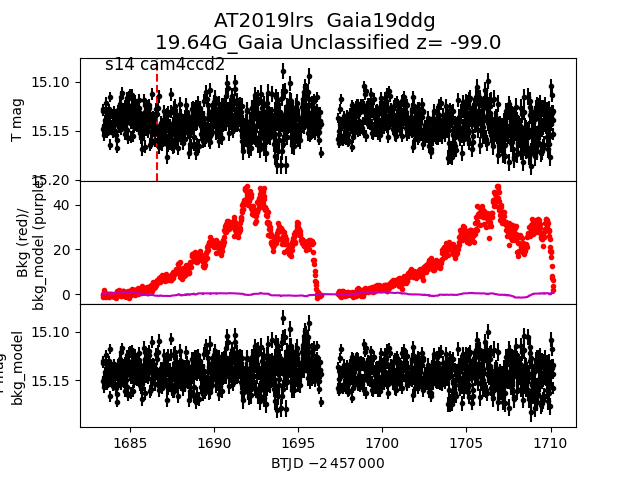 AT2019lrs Gaia19ddg
19.64G_Gaia Unclassified z= -99.0
s14 cam4ccd2
T mag
15.10
15.15
15.20
Bkg (red)/
bkg_model (purple)
40
20
0
bkg_model
15.10
15.15
1685
1690
1695
1700
1705
1710
BTJD −2 457 000